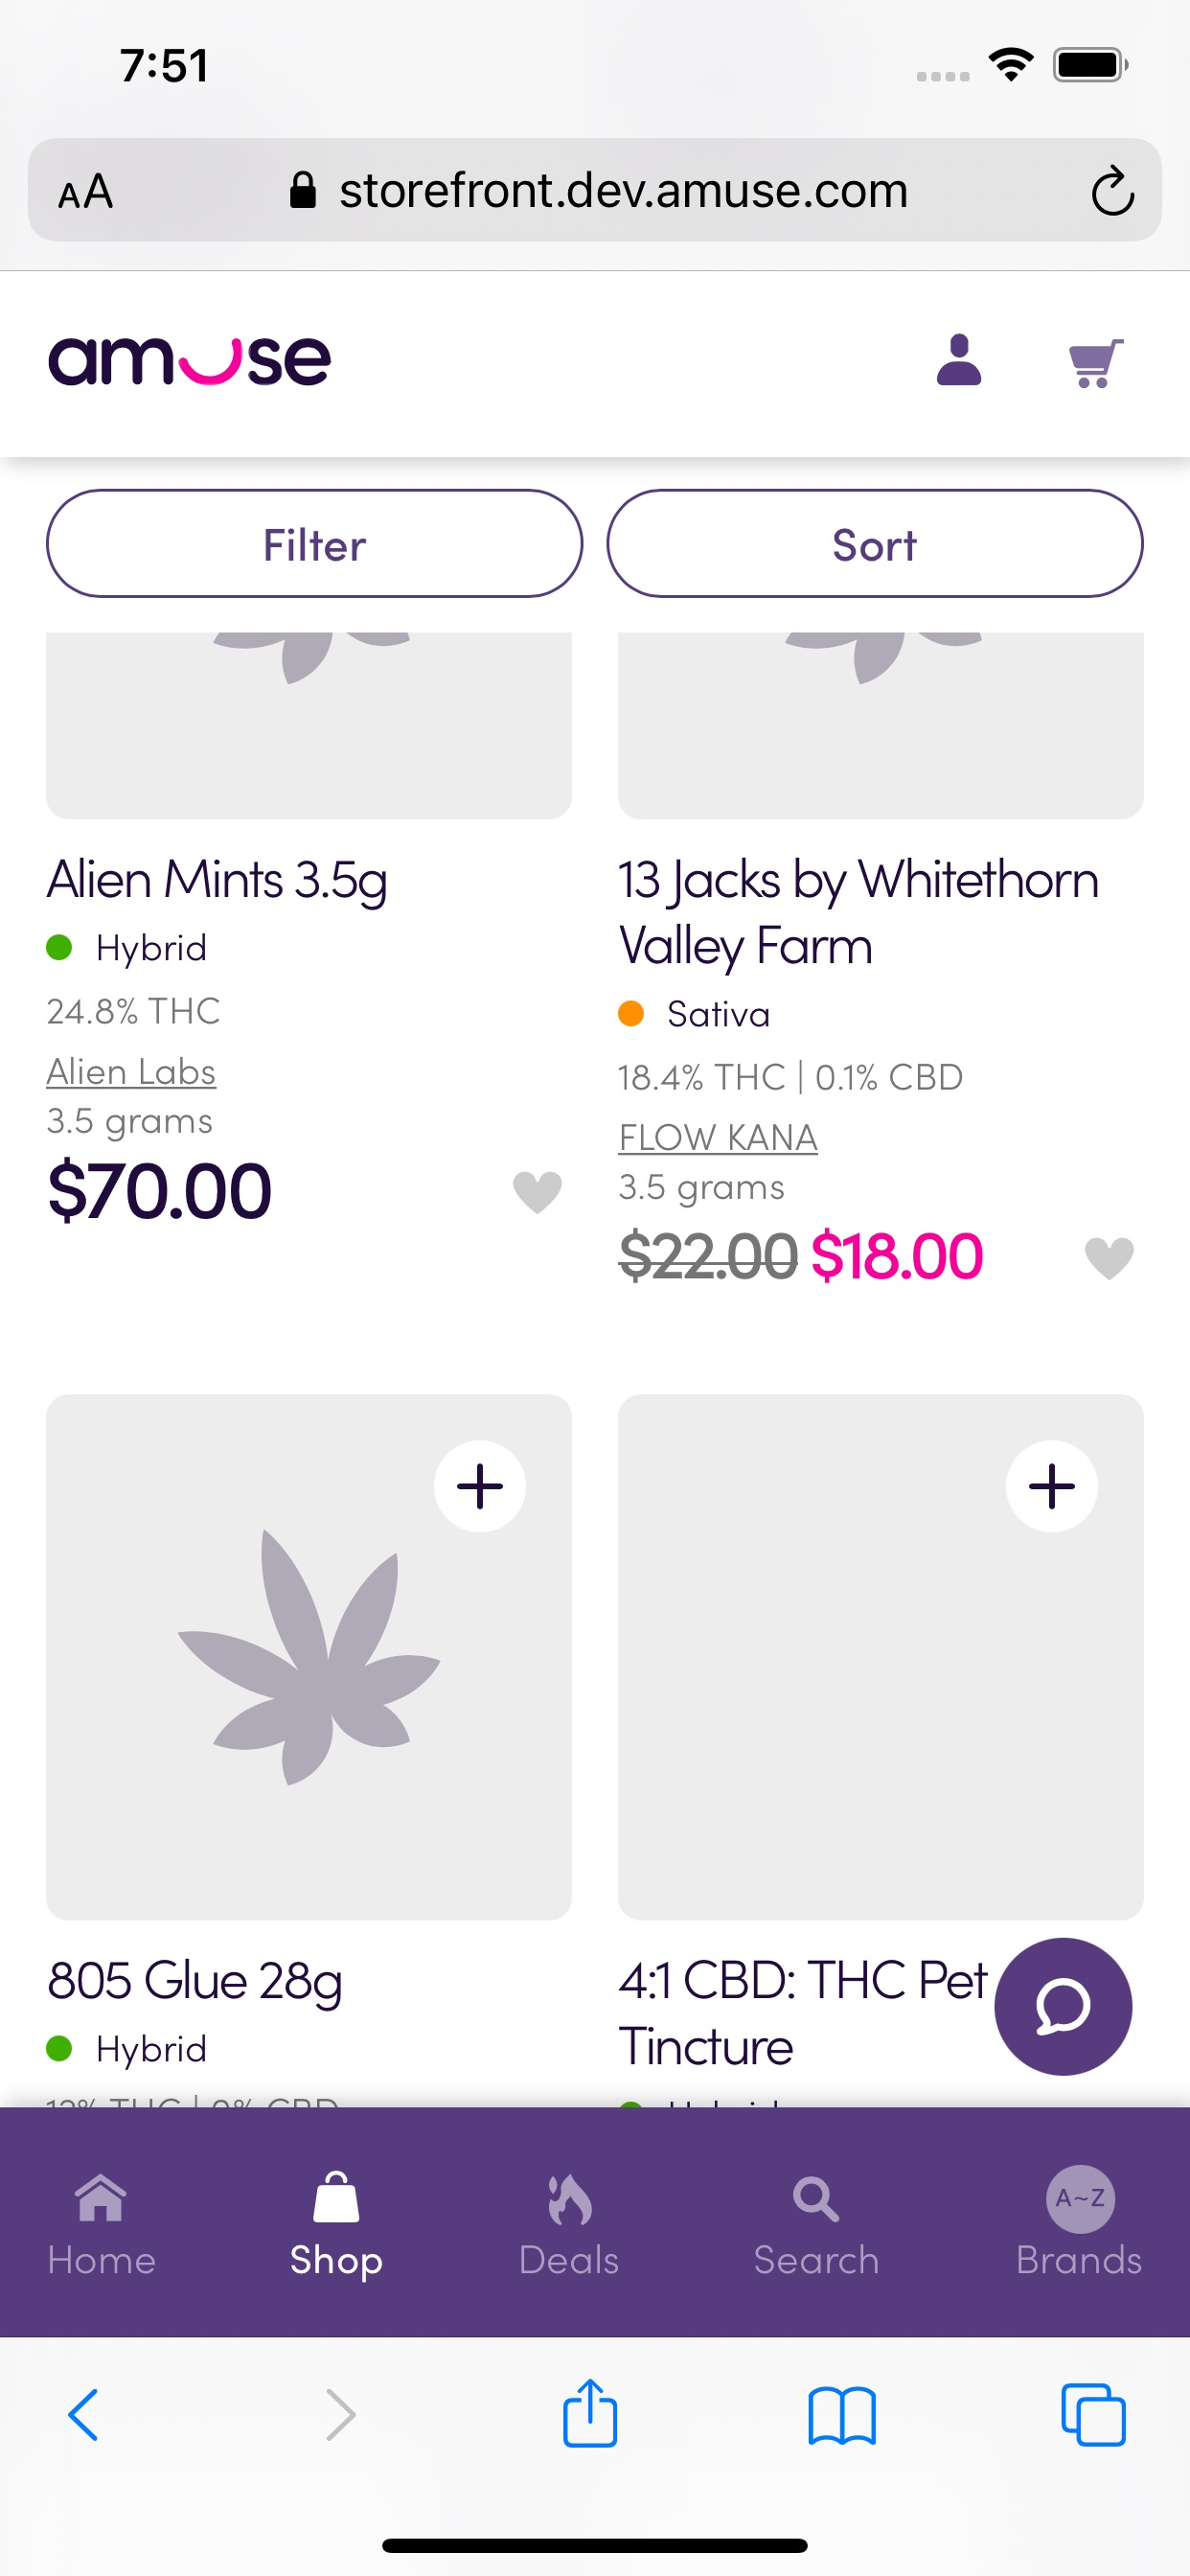 7:51
AA storefront.dev.amuse.com
amuse
Filter Sort
Alien Mints 3.5g
Hybrid
24.8% THC
Alien Labs
3.5 grams
$70.00
13 Jacks by Whitethorn
Valley Farm
Sativa
18.4% THC | 0.1% CBD
FLOW KANA
3.5 grams
$22.00 $18.00
805 Glue 28g
Hybrid
4:1 CBD: THC Pet
Tincture
Hybrid
Home Shop Deals Search A~Z Brands